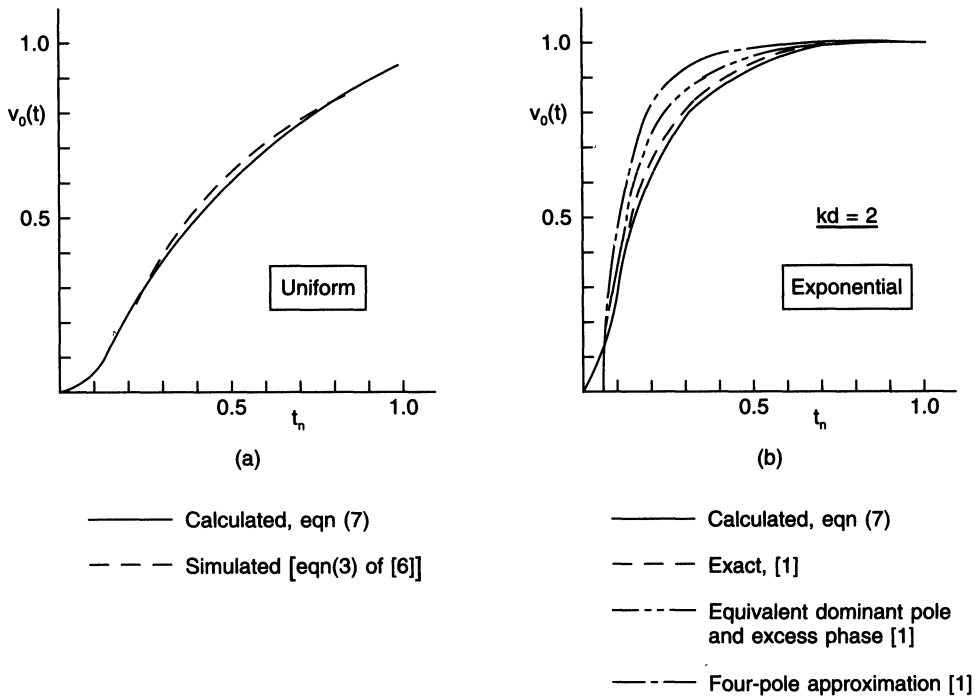 1.0
v₀(t)
0.5
Uniform
0.5
1.0
tₙ
(a)
Calculated, eqn (7)
Simulated [eqn(3) of [6]]
1.0
v₀(t)
0.5
kd = 2
Exponential
0.5
1.0
tₙ
(b)
Calculated, eqn (7)
Exact, [1]
Equivalent dominant pole
and excess phase [1]
Four-pole approximation [1]